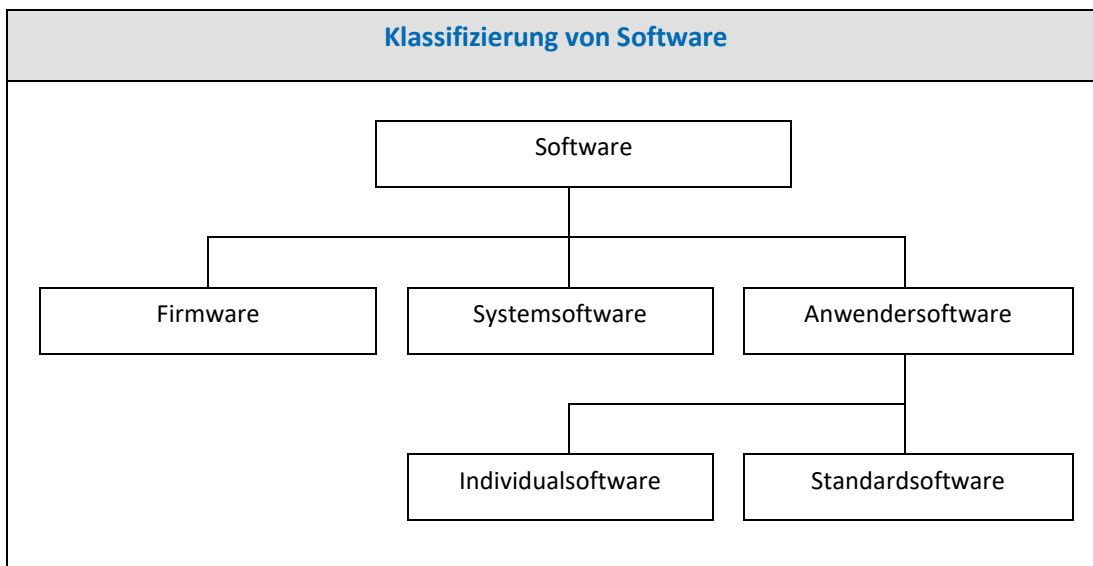 Klassifizierung von Software
Software
Firmware
Systemsoftware
Anwendersoftware
Individualsoftware
Standardsoftware